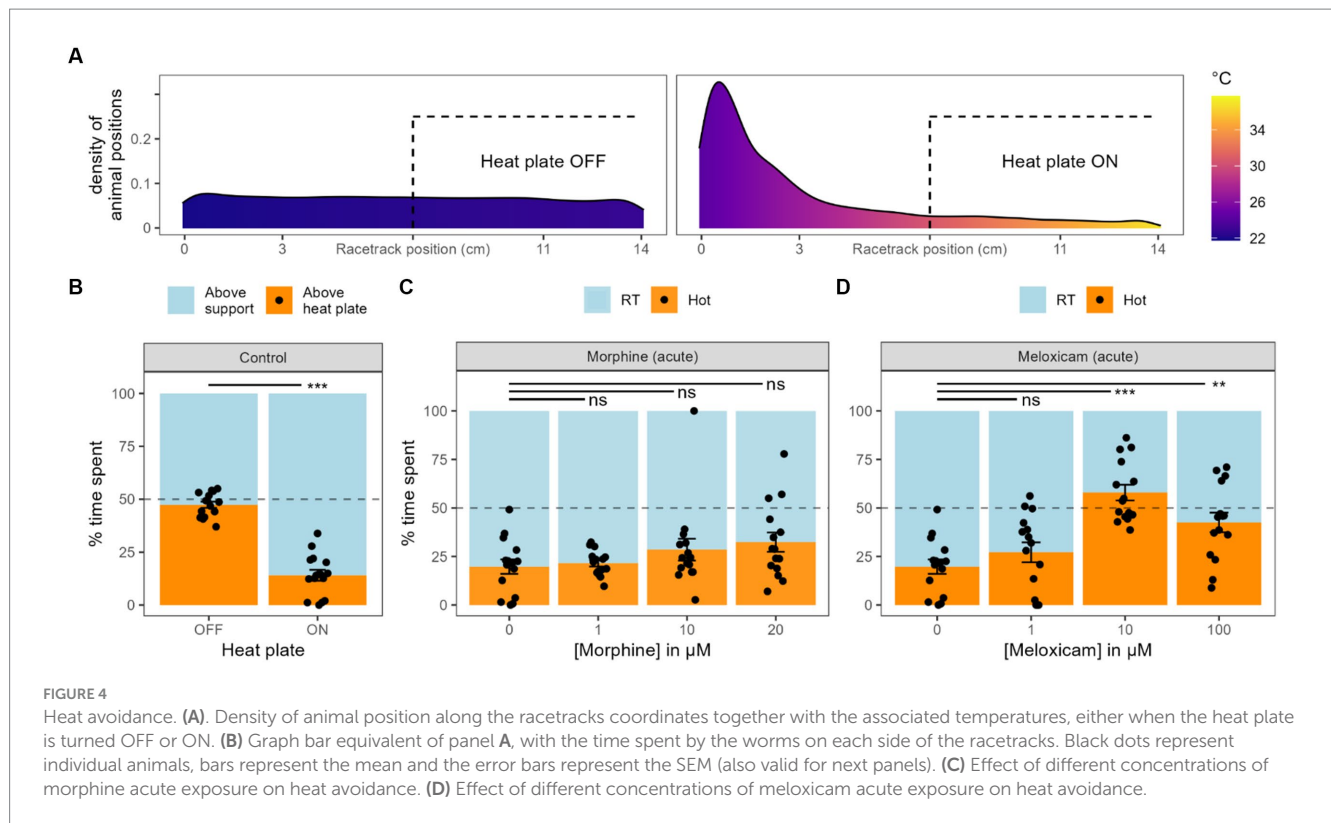 A
density of
animal positions
0.2
0.1
0
Heat plate OFF
Heat plate ON
0 3 Racetrack position (cm) 11 14
0 3 Racetrack position (cm) 11 14
°C
34
30
26
22
B
Above support
Above heat plate
Control
***
% time spent
100
75
50
25
0
OFF ON
Heat plate
C
RT Hot
Morphine (acute)
ns
ns
ns
% time spent
100
75
50
25
0
0 1 10 20
[Morphine] in µM
D
RT Hot
Meloxicam (acute)
**
***
ns
100
75
50
25
0
0 1 10 100
[Meloxicam] in µM
FIGURE 4
Heat avoidance. (A). Density of animal position along the racetracks coordinates together with the associated temperatures, either when the heat plate
is turned OFF or ON. (B) Graph bar equivalent of panel A, with the time spent by the worms on each side of the racetracks. Black dots represent
individual animals, bars represent the mean and the error bars represent the SEM (also valid for next panels). (C) Effect of different concentrations of
morphine acute exposure on heat avoidance. (D) Effect of different concentrations of meloxicam acute exposure on heat avoidance.